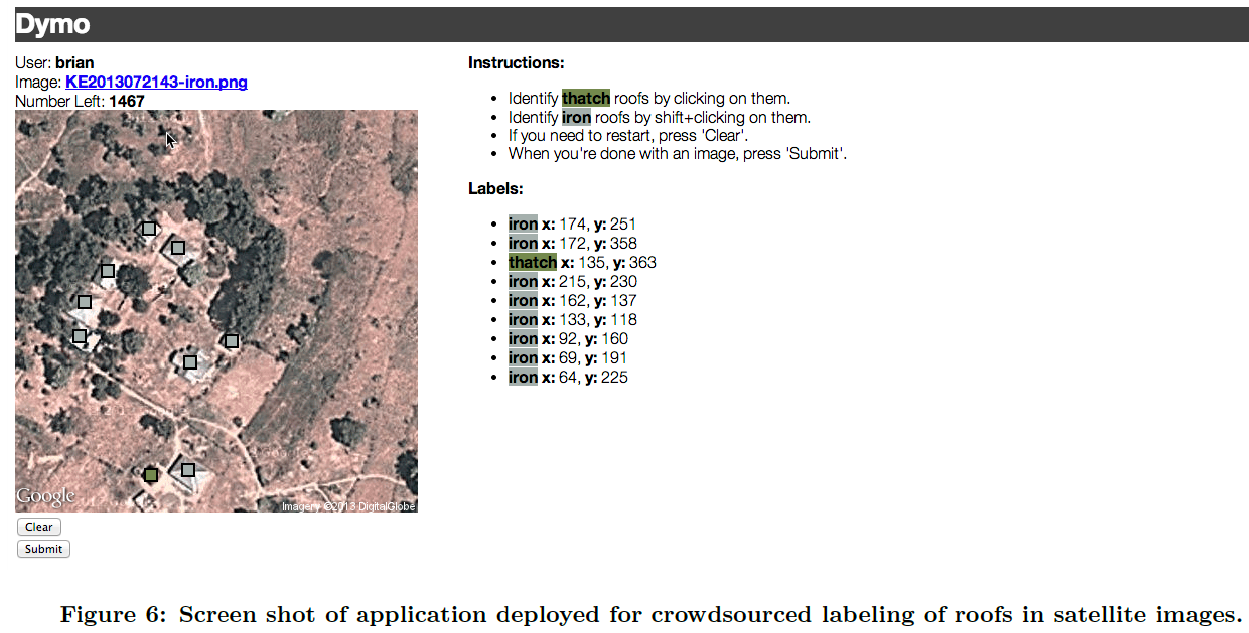 Dymo
User: brian
Image: KE2013072143-iron.png
Number Left: 1467
Google
Imagery ©2013 DigitalGlobe
Clear
Submit
Instructions:
• Identify thatch roofs by clicking on them.
• Identify iron roofs by shift+clicking on them.
• If you need to restart, press 'Clear'.
• When you're done with an image, press 'Submit'.
Labels:
• iron x: 174, y: 251
• iron x: 172, y: 358
• thatch x: 135, y: 363
• iron x: 215, y: 230
• iron x: 162, y: 137
• iron x: 133, y: 118
• iron x: 92, y: 160
• iron x: 69, y: 191
• iron x: 64, y: 225
Figure 6: Screen shot of application deployed for crowdsourced labeling of roofs in satellite images.